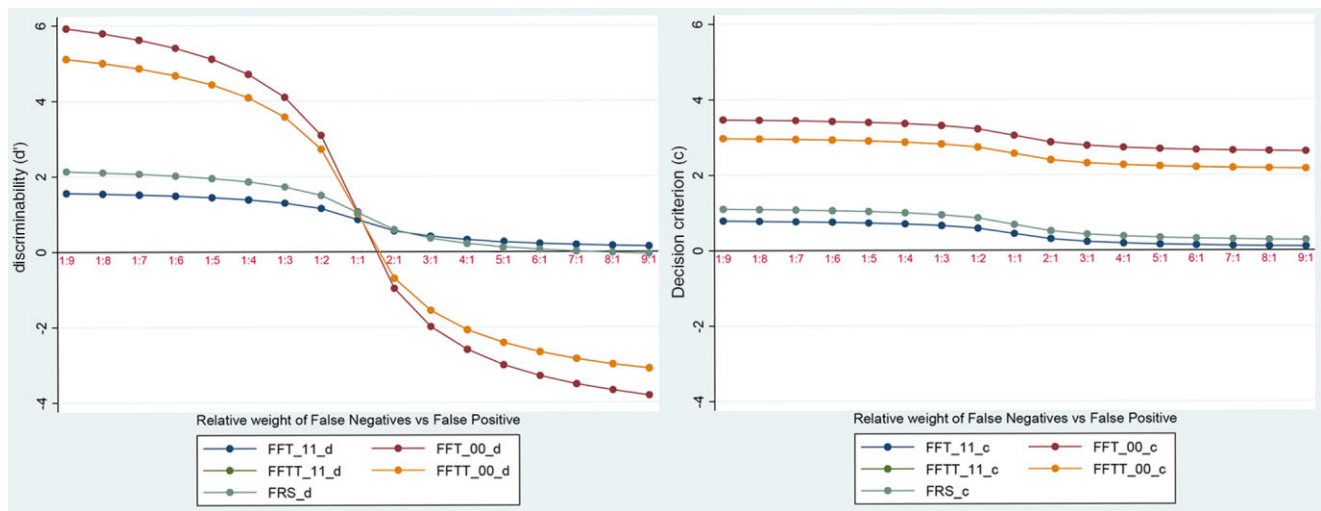 discriminability (d')
6
4
2
0
-2
-4
1:9 1:8 1:7 1:6 1:5 1:4 1:3 1:2 1:1 2:1 3:1 4:1 5:1 6:1 7:1 8:1 9:1
Relative weight of False Negatives vs False Positive
FFT_11_d FFT_00_d
FFTT_11_d FFTT_00_d
FRS_d
Decision criterion (c)
6
4
2
0
-2
-4
1:9 1:8 1:7 1:6 1:5 1:4 1:3 1:2 1:1 2:1 3:1 4:1 5:1 6:1 7:1 8:1 9:1
Relative weight of False Negatives vs False Positive
FFT_11_c FFT_00_c
FFTT_11_c FFTT_00_c
FRS_c